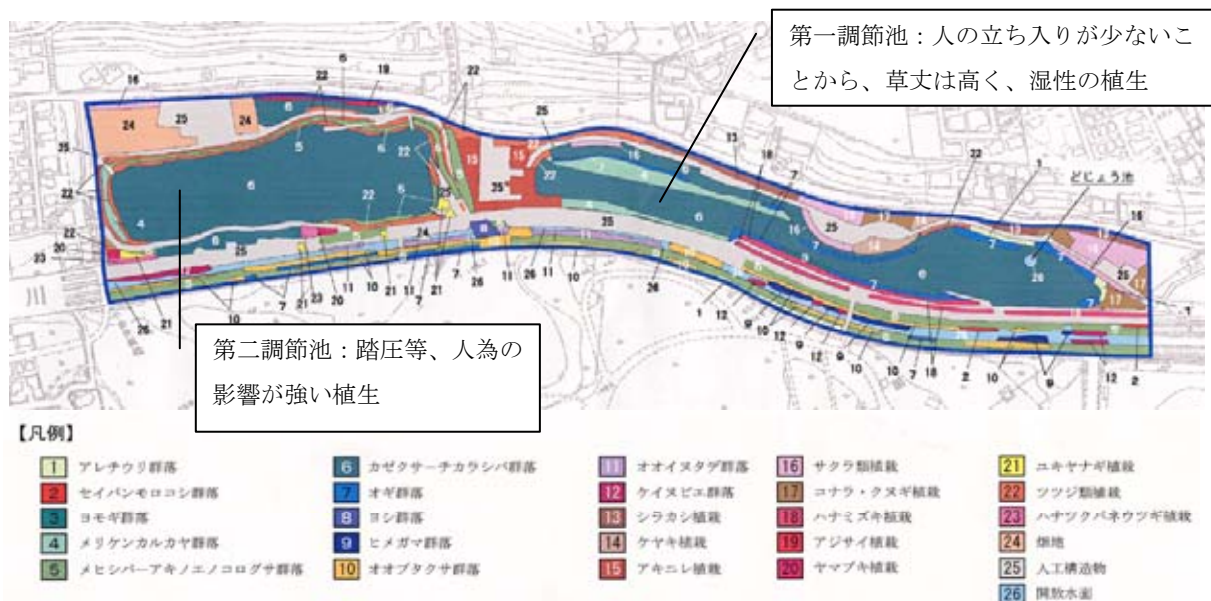 第一調節池：人の立ち入りが少ないこ
とから、草丈は高く、湿性の植生
どじょう池
第二調節池：踏圧等、人為の
影響が強い植生
【凡例】
1 アレチウリ群落
2 セイバンモロコシ群落
3 ヨモギ群落
4 メリケンカルカヤ群落
5 メヒシバーアキノエノコログサ群落
6 カゼクサーチカラシバ群落
7 オギ群落
8 ヨシ群落
9 ヒメガマ群落
10 オオブタクサ群落
11 オオイヌタデ群落
12 ケイヌビエ群落
13 シラカシ植栽
14 ケヤキ植栽
15 アキニレ植栽
16 サクラ類植栽
17 コナラ・クヌギ植栽
18 ハナミズキ植栽
19 アジサイ植栽
20 ヤマブキ植栽
21 ユキヤナギ植栽
22 ツツジ類植栽
23 ハナツクバネウツギ植栽
24 畑地
25 人工構造物
26 開放水面